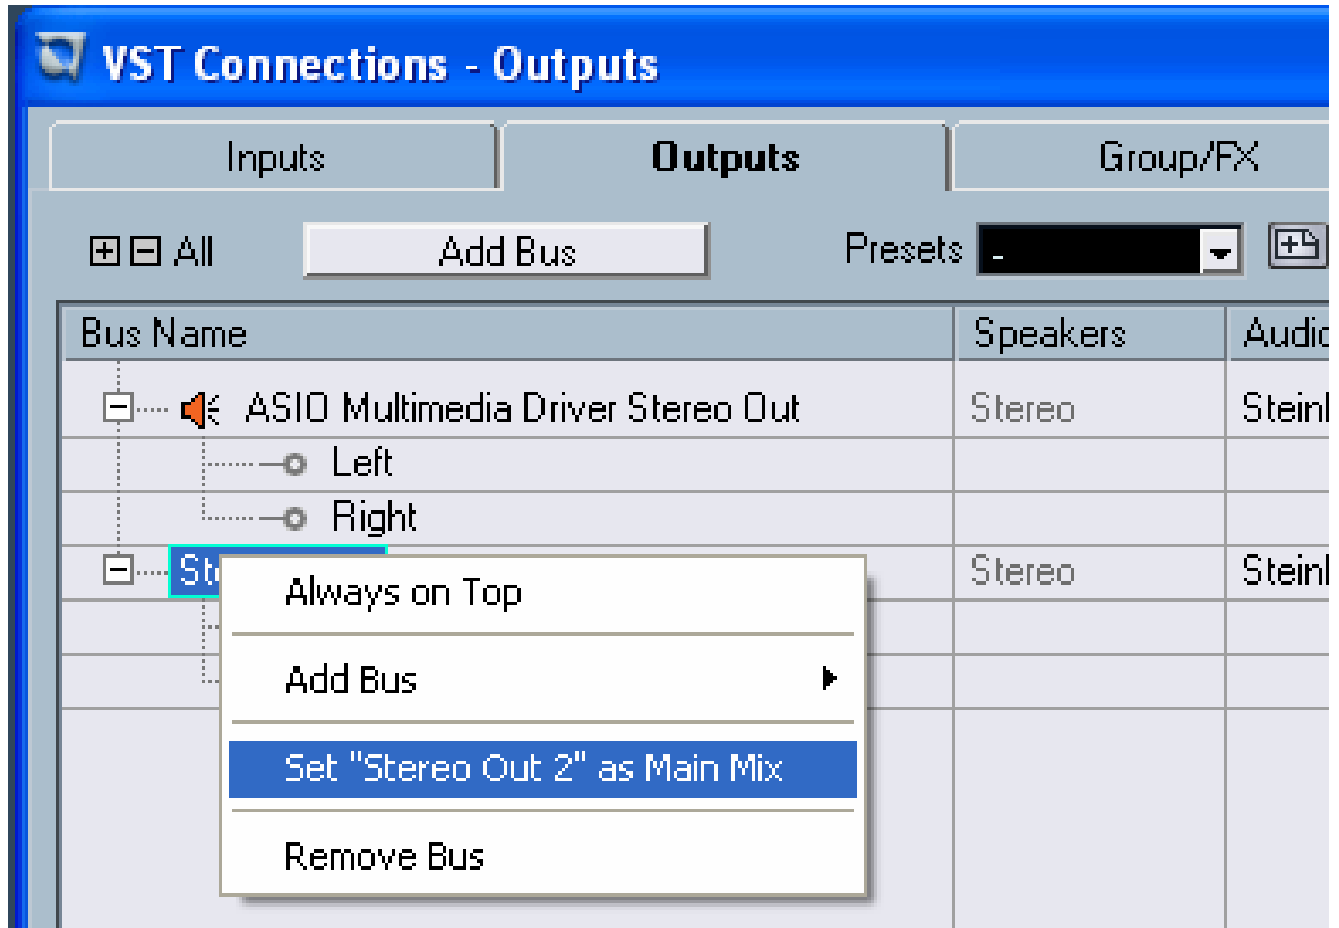 VST Connections - Outputs
Inputs Outputs Group/FX
All Add Bus Presets -
Bus Name Speakers
ASIO Multimedia Driver Stereo Out Stereo
Left
Right
Stereo
Always on Top
Add Bus
Set "Stereo Out 2" as Main Mix
Remove Bus